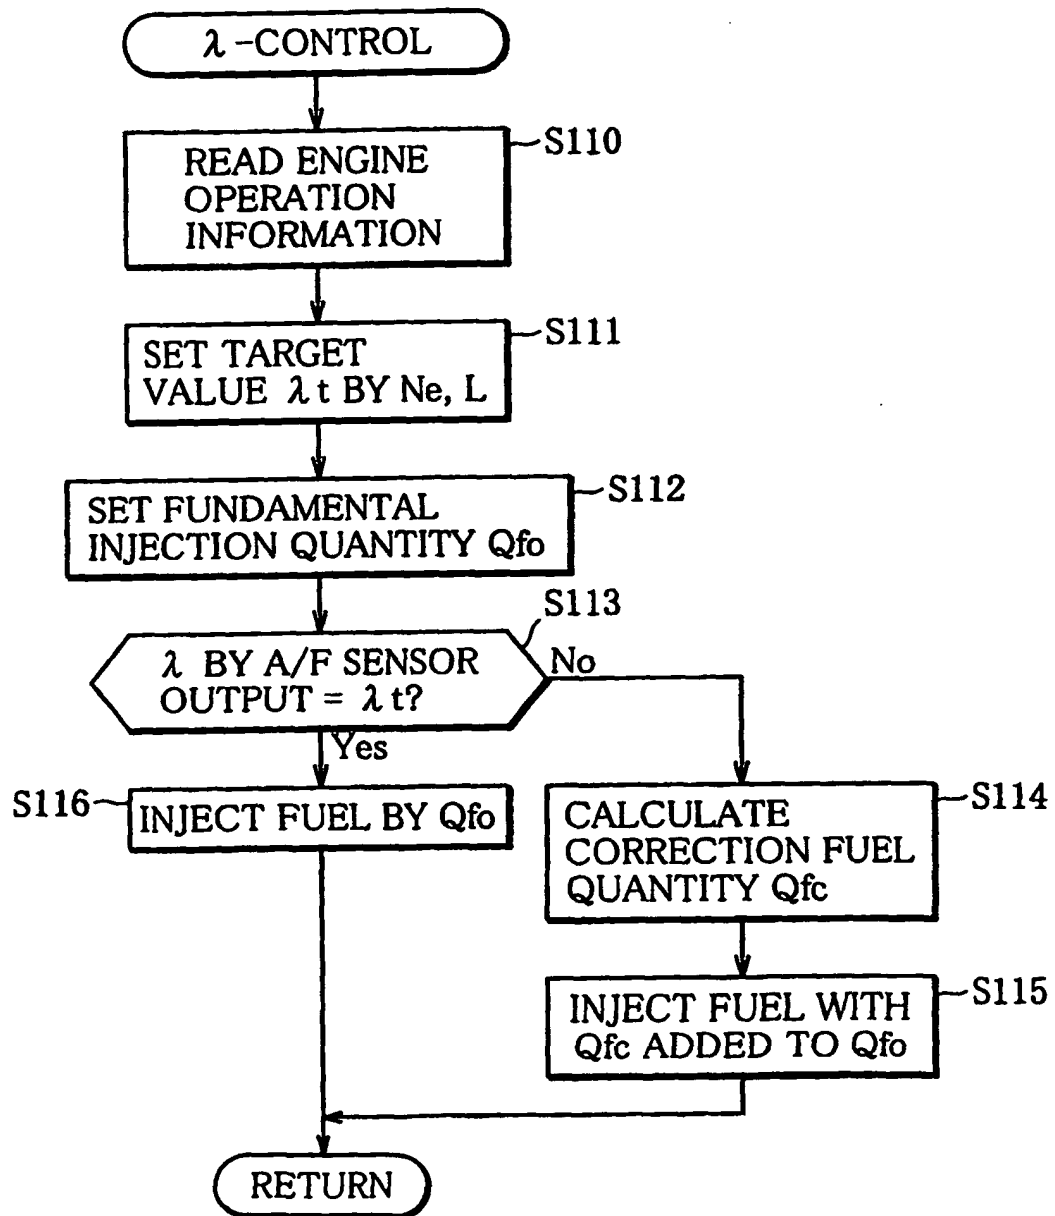 λ-CONTROL
S110
READ ENGINE
OPERATION
INFORMATION
S111
SET TARGET
VALUE λt BY Ne, L
S112
SET FUNDAMENTAL
INJECTION QUANTITY Qfo
S113
λ BY A/F SENSOR
OUTPUT = λt?
No
Yes
S116
INJECT FUEL BY Qfo
S114
CALCULATE
CORRECTION FUEL
QUANTITY Qfc
S115
INJECT FUEL WITH
Qfc ADDED TO Qfo
RETURN